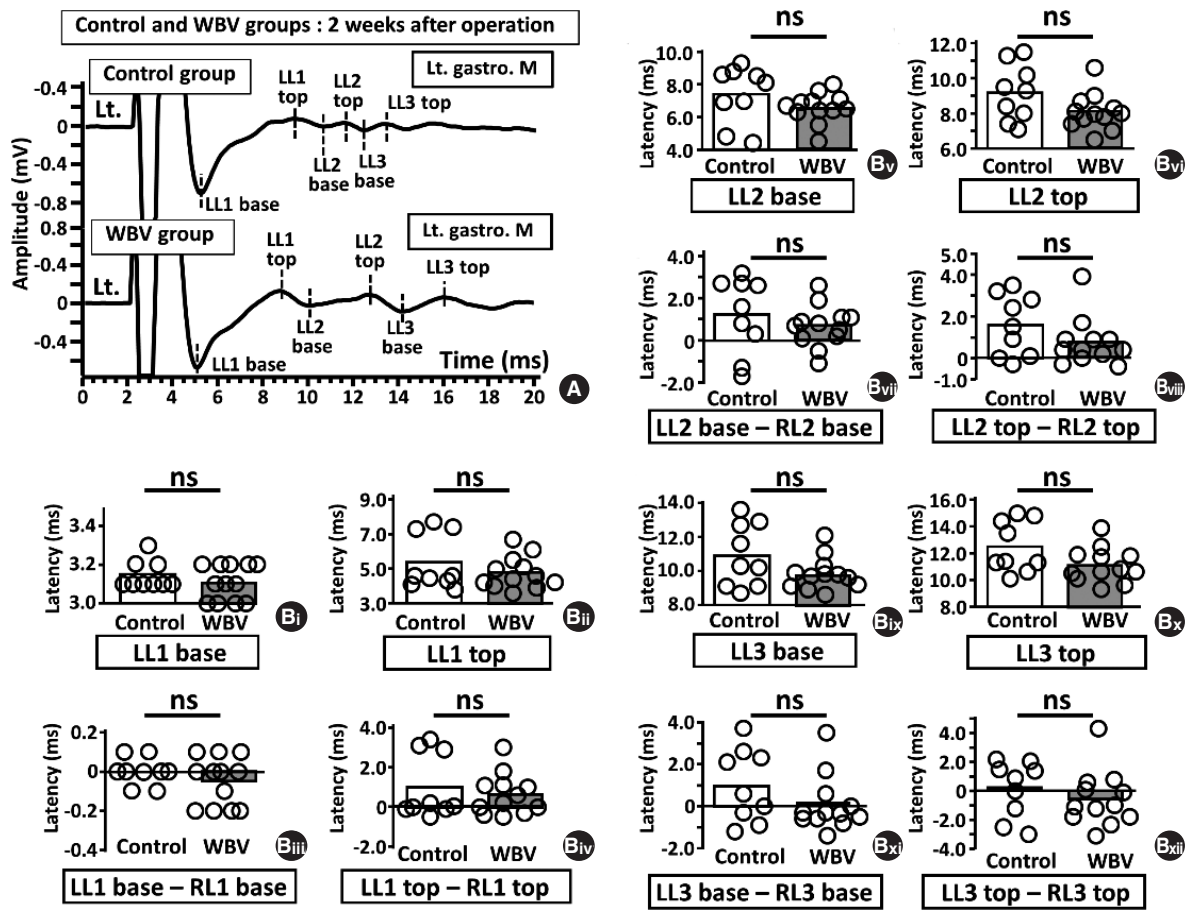 Control and WBV groups : 2 weeks after operation
Control group
Lt. gastro. M
Lt.
LL1 top
LL2 top
LL3 top
LL1 base
LL2 base
LL3 base
-0.4
0
-0.4
-0.8
0.8
-0.4
0
-0.4
Amplitude (mV)
WBV group
Lt. gastro. M
Lt.
LL1 top
LL2 top
LL3 top
LL1 base
LL2 base
LL3 base
Time (ms)
0 2 4 6 8 10 12 14 16 18 20
A
ns
Latency (ms)
3.4
3.2
3.0
Control WBV
Bi
LL1 base
ns
Latency (ms)
9.0
7.0
5.0
3.0
Control WBV
Bii
LL1 top
ns
Latency (ms)
0.2
0
-0.2
-0.4
Control WBV
Biii
LL1 base – RL1 base
ns
Latency (ms)
4.0
2.0
0
-2.0
Control WBV
Biv
LL1 top – RL1 top
ns
Latency (ms)
10.0
8.0
6.0
4.0
Control WBV
Bv
LL2 base
ns
Latency (ms)
12.0
10.0
8.0
6.0
Control WBV
Bvi
LL2 top
ns
Latency (ms)
4.0
2.0
0
-2.0
Control WBV
Bvii
LL2 base – RL2 base
ns
Latency (ms)
5.0
3.0
1.0
0
-1.0
Control WBV
Bviii
LL2 top – RL2 top
ns
Latency (ms)
14.0
12.0
10.0
8.0
Control WBV
Bix
LL3 base
ns
Latency (ms)
16.0
14.0
12.0
10.0
8.0
Control WBV
Bx
LL3 top
ns
Latency (ms)
4.0
2.0
0
-2.0
Control WBV
Bxi
LL3 base – RL3 base
ns
Latency (ms)
4.0
2.0
0
-2.0
-4.0
Control WBV
Bxii
LL3 top – RL3 top